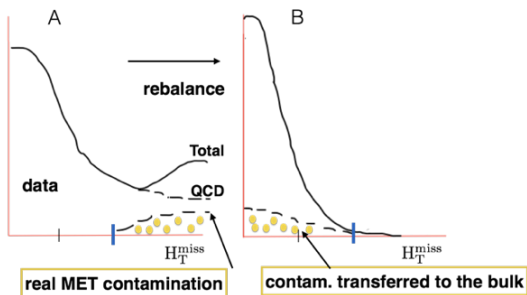 A
B
rebalance
Total
QCD
data
H_T^miss
H_T^miss
real MET contamination
contam. transferred to the bulk